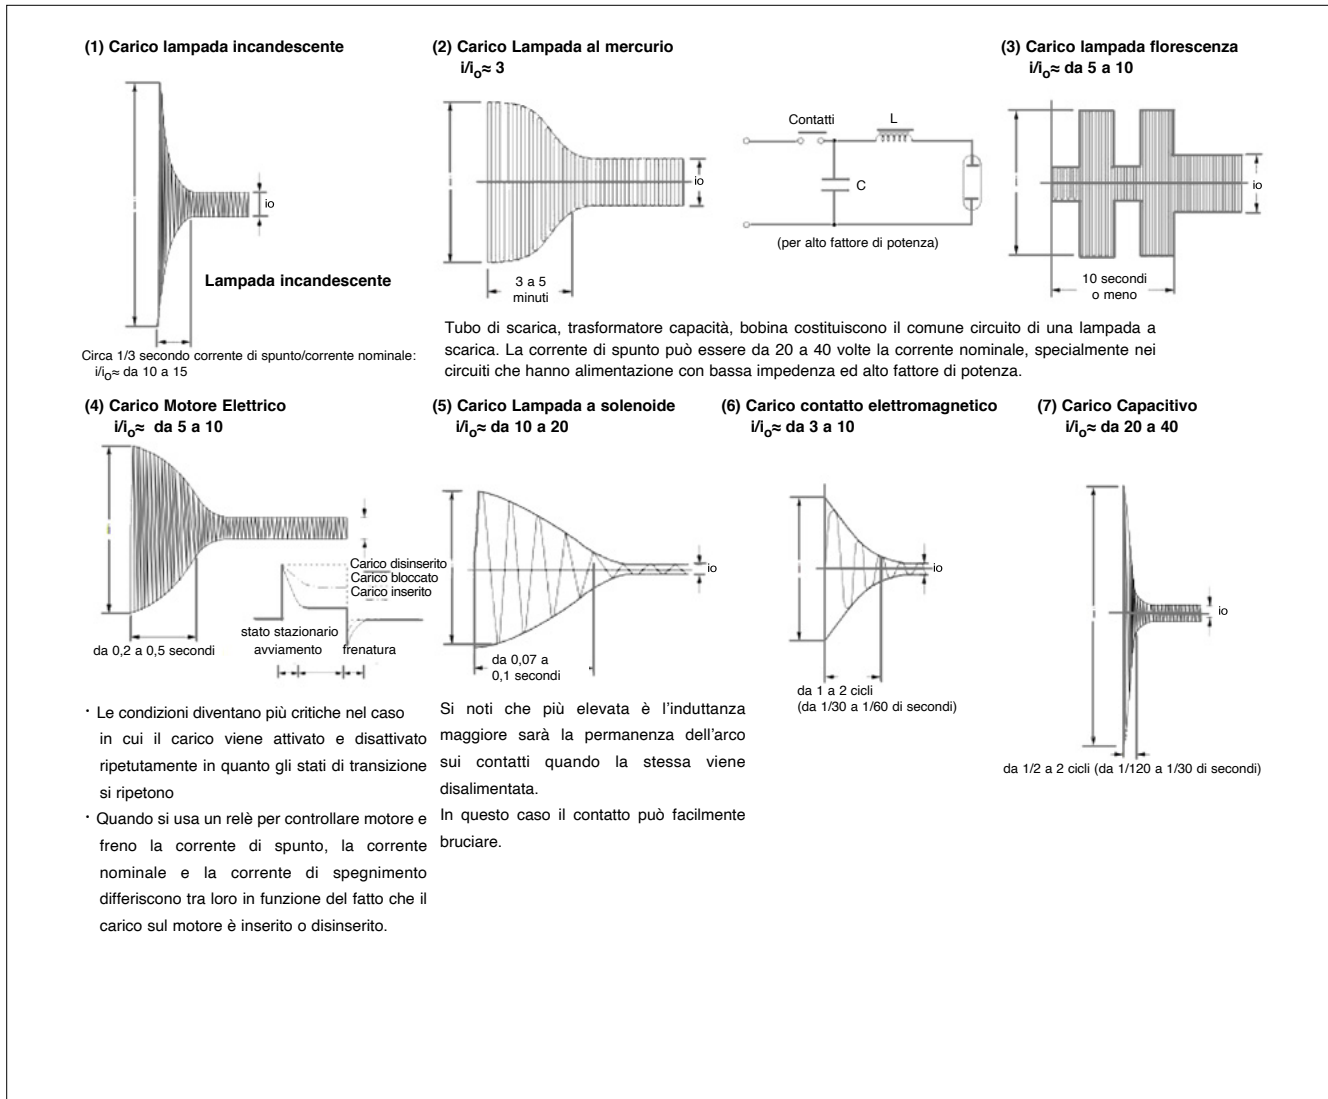 (1) Carico lampada incandescente
i
io
Lampada incandescente
Circa 1/3 secondo corrente di spunto/corrente nominale:
i/io≈ da 10 a 15
(2) Carico Lampada al mercurio
i/io≈ 3
i
io
3 a 5
minuti
Contatti
L
C
(per alto fattore di potenza)
(3) Carico lampada florescenza
i/io≈ da 5 a 10
i
io
10 secondi
o meno
Tubo di scarica, trasformatore capacità, bobina costituiscono il comune circuito di una lampada a
scarica. La corrente di spunto può essere da 20 a 40 volte la corrente nominale, specialmente nei
circuiti che hanno alimentazione con bassa impedenza ed alto fattore di potenza.
(4) Carico Motore Elettrico
i/io≈ da 5 a 10
i
Carico disinserito
Carico bloccato
Carico inserito
stato stazionario
avviamento
frenatura
da 0,2 a 0,5 secondi
· Le condizioni diventano più critiche nel caso
in cui il carico viene attivato e disattivato
ripetutamente in quanto gli stati di transizione
si ripetono
· Quando si usa un relè per controllare motore e
freno la corrente di spunto, la corrente
nominale e la corrente di spegnimento
differiscono tra loro in funzione del fatto che il
carico sul motore è inserito o disinserito.
(5) Carico Lampada a solenoide
i/io≈ da 10 a 20
i
io
da 0,07 a
0,1 secondi
Si noti che più elevata è l'induttanza
maggiore sarà la permanenza dell'arco
sui contatti quando la stessa viene
disalimentata.
In questo caso il contatto può facilmente
bruciare.
(6) Carico contatto elettromagnetico
i/io≈ da 3 a 10
i
io
da 1 a 2 cicli
(da 1/30 a 1/60 di secondi)
(7) Carico Capacitivo
i/io≈ da 20 a 40
i
io
da 1/2 a 2 cicli (da 1/120 a 1/30 di secondi)